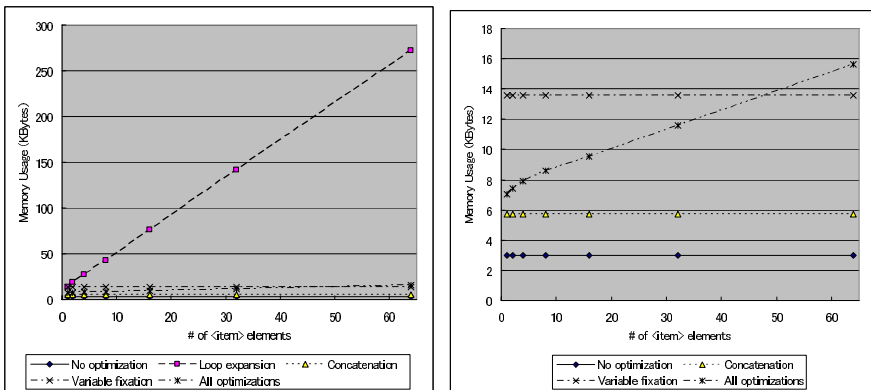 300
250
200
150
100
50
0
Memory Usage (KBytes)
0 10 20 30 40 50 60
# of <item> elements
No optimization Loop expansion Concatenation
Variable fixation All optimizations
18
16
14
12
10
8
6
4
2
0
Memory Usage (KBytes)
0 10 20 30 40 50 60
# of <item> elements
No optimization Concatenation
Variable fixation All optimizations